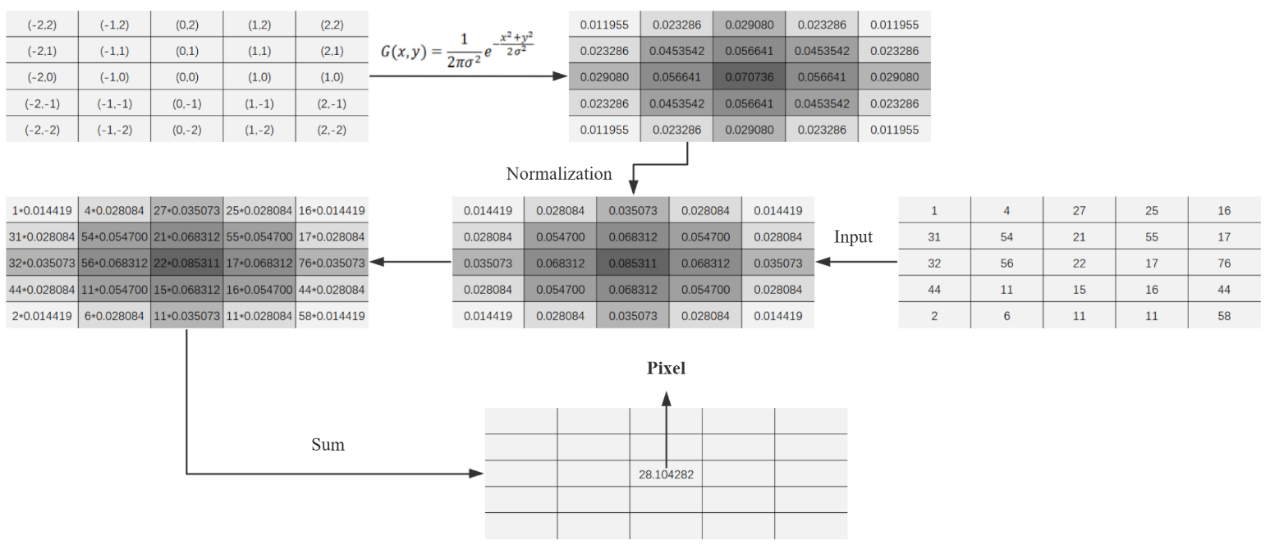 (-2,2) (-1,2) (0,2) (1,2) (2,2)
(-2,1) (-1,1) (0,1) (1,1) (2,1)
(-2,0) (-1,0) (0,0) (1,0) (1,0)
(-2,-1) (-1,-1) (0,-1) (1,-1) (2,-1)
(-2,-2) (-1,-2) (0,-2) (1,-2) (2,-2)
G(x,y) = \frac{1}{2πσ²} e^{-\frac{x²+y²}{2σ²}}
0.011955 0.023286 0.029080 0.023286 0.011955
0.023286 0.0453542 0.056641 0.0453542 0.023286
0.029080 0.056641 0.070736 0.056641 0.029080
0.023286 0.0453542 0.056641 0.0453542 0.023286
0.011955 0.023286 0.029080 0.023286 0.011955
Normalization
1*0.014419 4*0.028084 27*0.035073 25*0.028084 16*0.014419
31*0.028084 54*0.054700 21*0.068312 55*0.054700 17*0.028084
32*0.035073 56*0.068312 22*0.085311 17*0.068312 76*0.035073
44*0.028084 11*0.054700 15*0.068312 16*0.054700 44*0.028084
2*0.014419 6*0.028084 11*0.035073 11*0.028084 58*0.014419
0.014419 0.028084 0.035073 0.028084 0.014419
0.028084 0.054700 0.068312 0.054700 0.028084
0.035073 0.068312 0.085311 0.068312 0.035073
0.028084 0.054700 0.068312 0.054700 0.028084
0.014419 0.028084 0.035073 0.028084 0.014419
Input
1 4 27 25 16
31 54 21 55 17
32 56 22 17 76
44 11 15 16 44
2 6 11 11 58
Pixel
Sum
28.104282